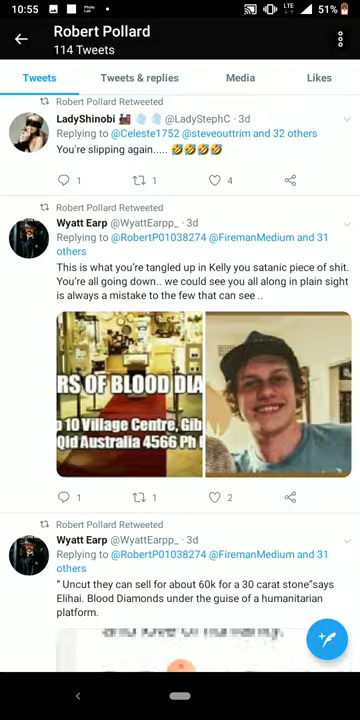 10:55
Photo Lab
LTE
51%
Robert Pollard
114 Tweets
Tweets
Tweets & replies
Media
Likes
Robert Pollard Retweeted
LadyShinobi 🚂 @LadyStephC · 3d
Replying to @Celeste1752 @steveouttrim and 32 others
You're slipping again..... 🤣🤣🤣🤣
1 1 4
Robert Pollard Retweeted
Wyatt Earp @WyattEarpp_ · 3d
Replying to @RobertP01038274 @FiremanMedium and 31
others
This is what you're tangled up in Kelly you satanic piece of shit.
You're all going down.. we could see you all along in plain sight
is always a mistake to the few that can see ..
RS OF BLOOD DIA
10 Village Centre, Gib
Qld Australia 4566 Ph
1 1 2
Robert Pollard Retweeted
Wyatt Earp @WyattEarpp_ · 3d
Replying to @RobertP01038274 @FiremanMedium and 31
others
" Uncut they can sell for about 60k for a 30 carat stone"says
Elihai. Blood Diamonds under the guise of a humanitarian
platform.